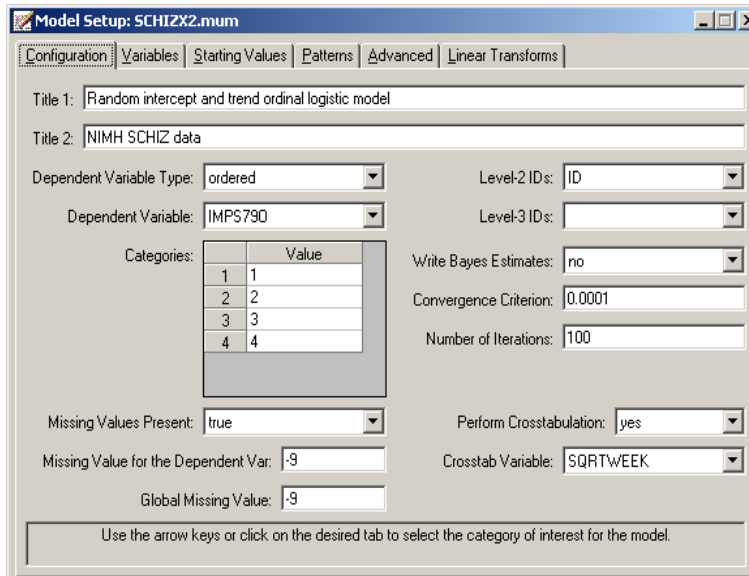 Model Setup: SCHIZX2.mum
Configuration Variables Starting Values Patterns Advanced Linear Transforms
Title 1: Random intercept and trend ordinal logistic model
Title 2: NIMH SCHIZ data
Dependent Variable Type: ordered
Level-2 IDs: ID
Dependent Variable: IMPS79O
Level-3 IDs:
Categories:
Value
1 1
2 2
3 3
4 4
Write Bayes Estimates: no
Convergence Criterion: 0.0001
Number of Iterations: 100
Missing Values Present: true
Perform Crosstabulation: yes
Missing Value for the Dependent Var: -9
Crosstab Variable: SQRTWEEK
Global Missing Value: -9
Use the arrow keys or click on the desired tab to select the category of interest for the model.